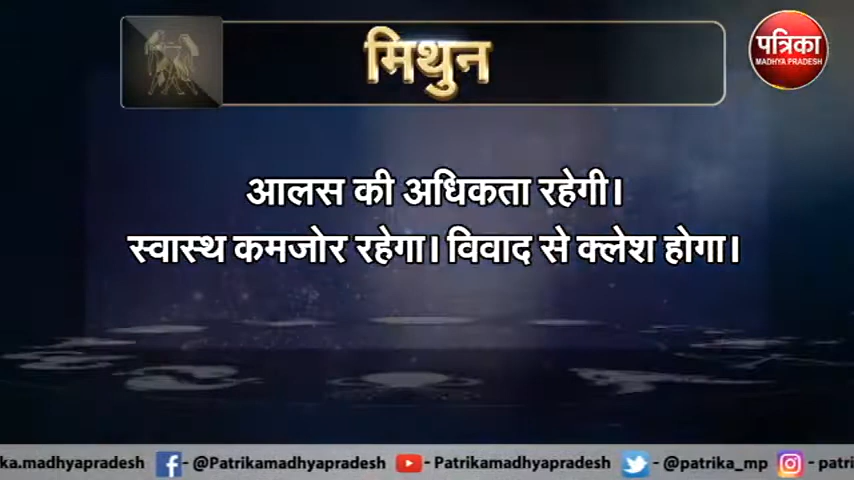 मिथुन
पत्रिका
MADHYA PRADESH
आलस की अधिकता रहेगी।
स्वास्थ कमजोर रहेगा। विवाद से क्लेश होगा।
ka.madhyapradesh - @Patrikamadhyapradesh - Patrikamadhyapradesh - @patrika_mp - patri